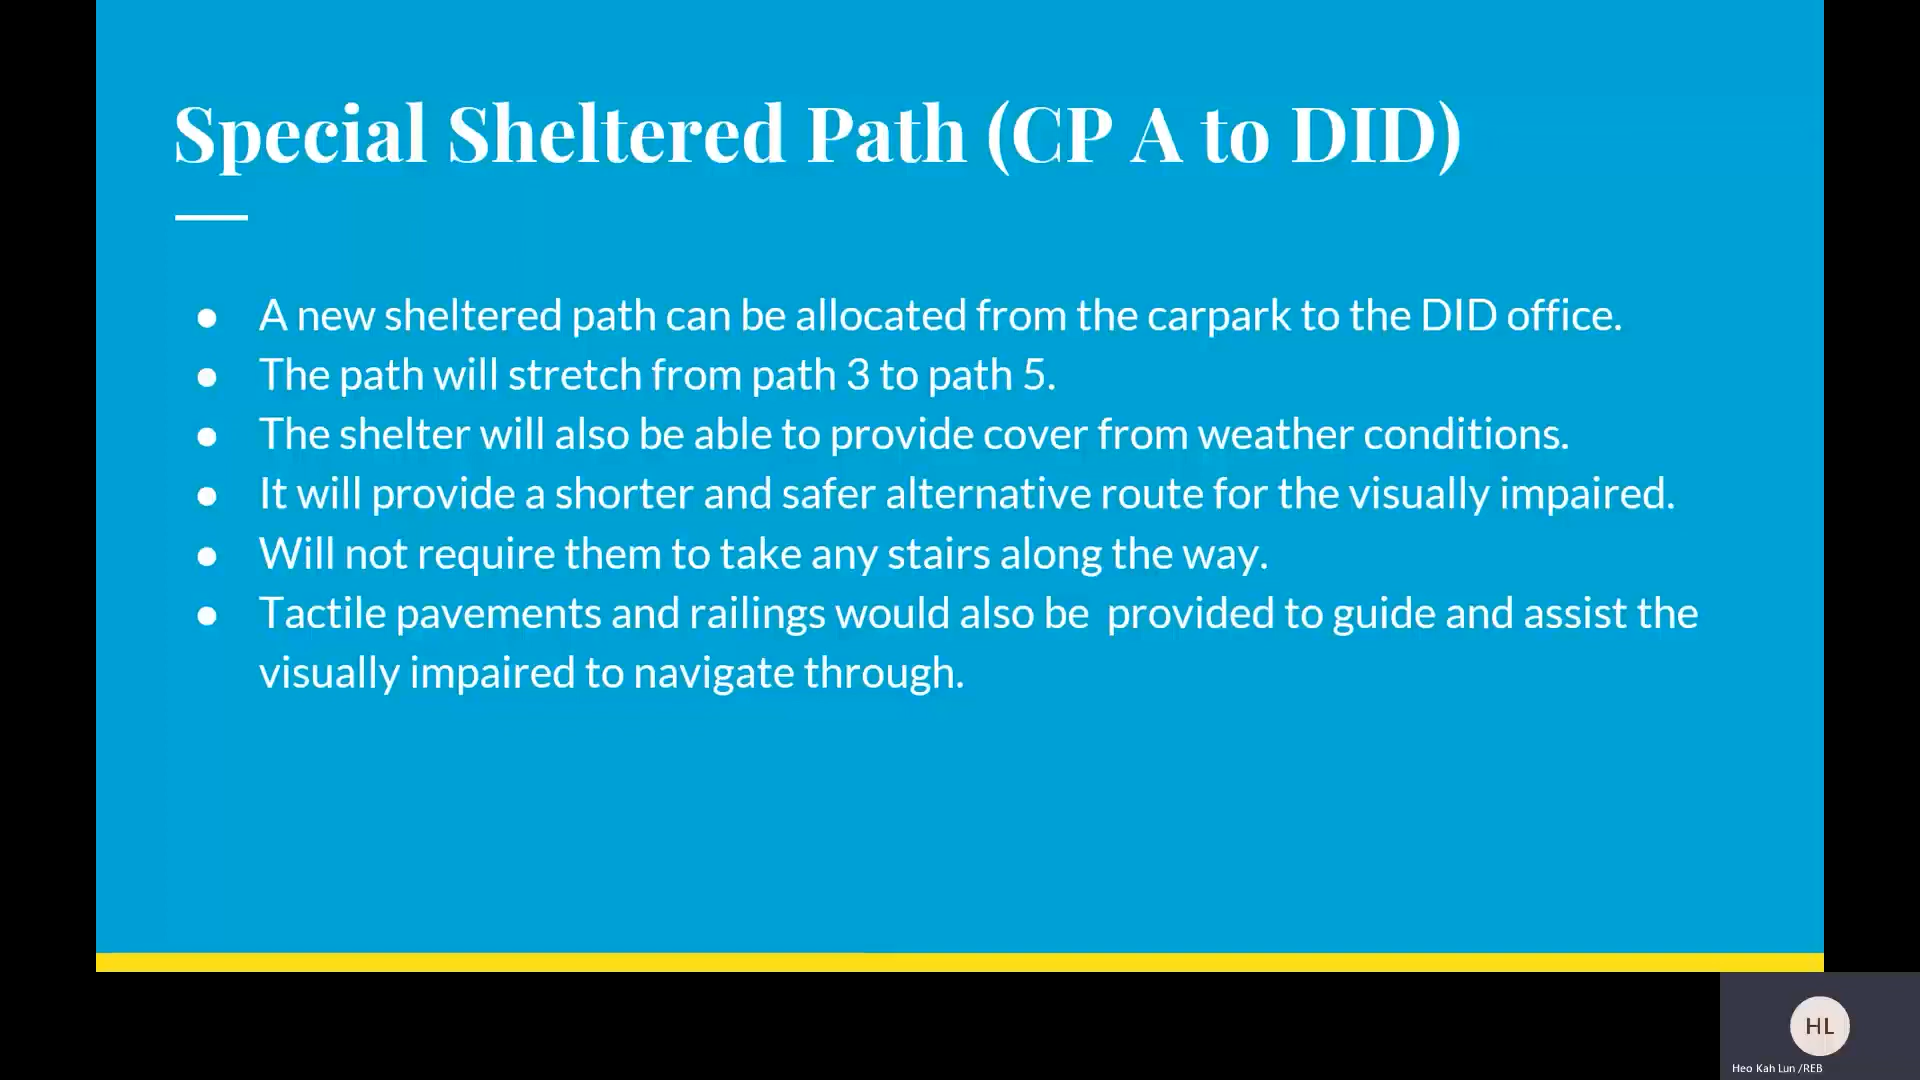 Special Sheltered Path (CP A to DID)
● A new sheltered path can be allocated from the carpark to the DID office.
● The path will stretch from path 3 to path 5.
● The shelter will also be able to provide cover from weather conditions.
● It will provide a shorter and safer alternative route for the visually impaired.
● Will not require them to take any stairs along the way.
● Tactile pavements and railings would also be  provided to guide and assist the
visually impaired to navigate through.
HL
Heo Kah Lun /REB